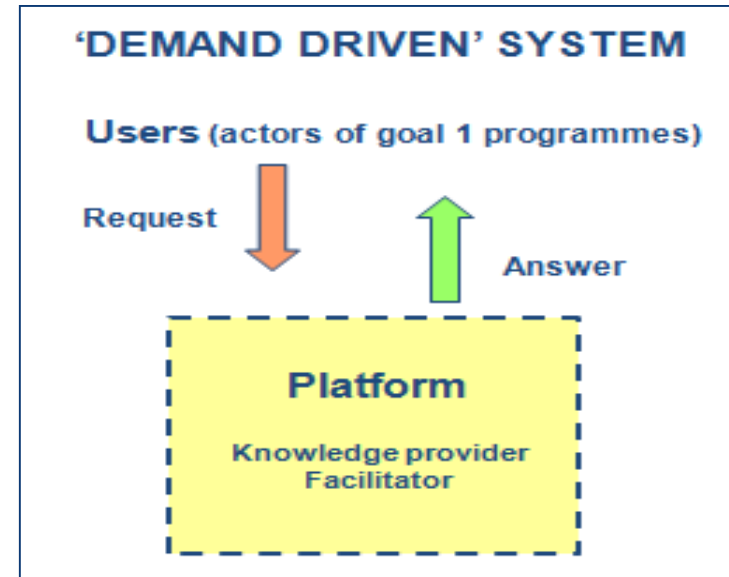 ‘DEMAND DRIVEN’ SYSTEM
Users (actors of goal 1 programmes)
Request
Answer
Platform
Knowledge provider
Facilitator